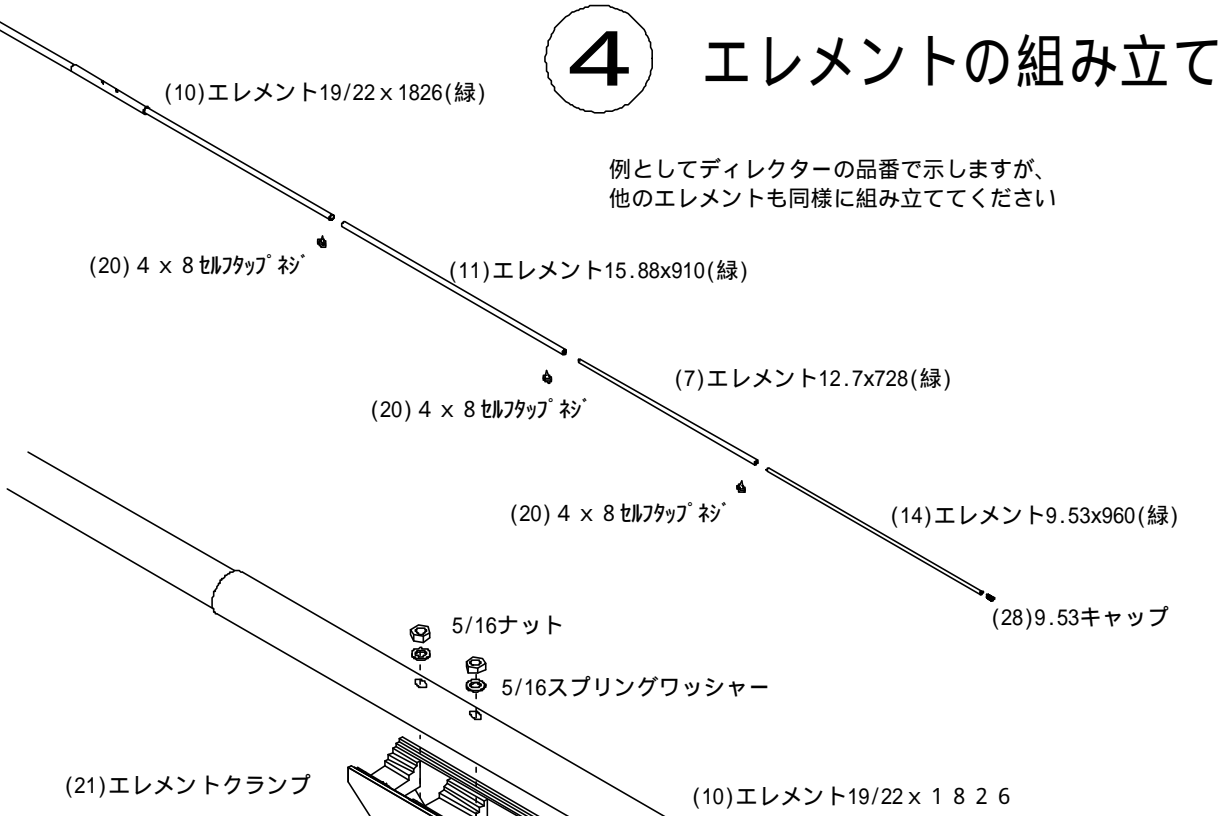 4 エレメントの組み立て
(10)エレメント19/22 x 1826(緑)
例としてディレクターの品番で示しますが、
他のエレメントも同様に組み立ててください
(20) 4 x 8 ｾﾙﾌﾀｯﾌﾟﾈｼﾞ
(11)エレメント15.88x910(緑)
(7)エレメント12.7x728(緑)
(20) 4 x 8 ｾﾙﾌﾀｯﾌﾟﾈｼﾞ
(20) 4 x 8 ｾﾙﾌﾀｯﾌﾟﾈｼﾞ
(14)エレメント9.53x960(緑)
(28)9.53キャップ
5/16ナット
5/16スプリングワッシャー
(21)エレメントクランプ
(10)エレメント19/22 x １８２６